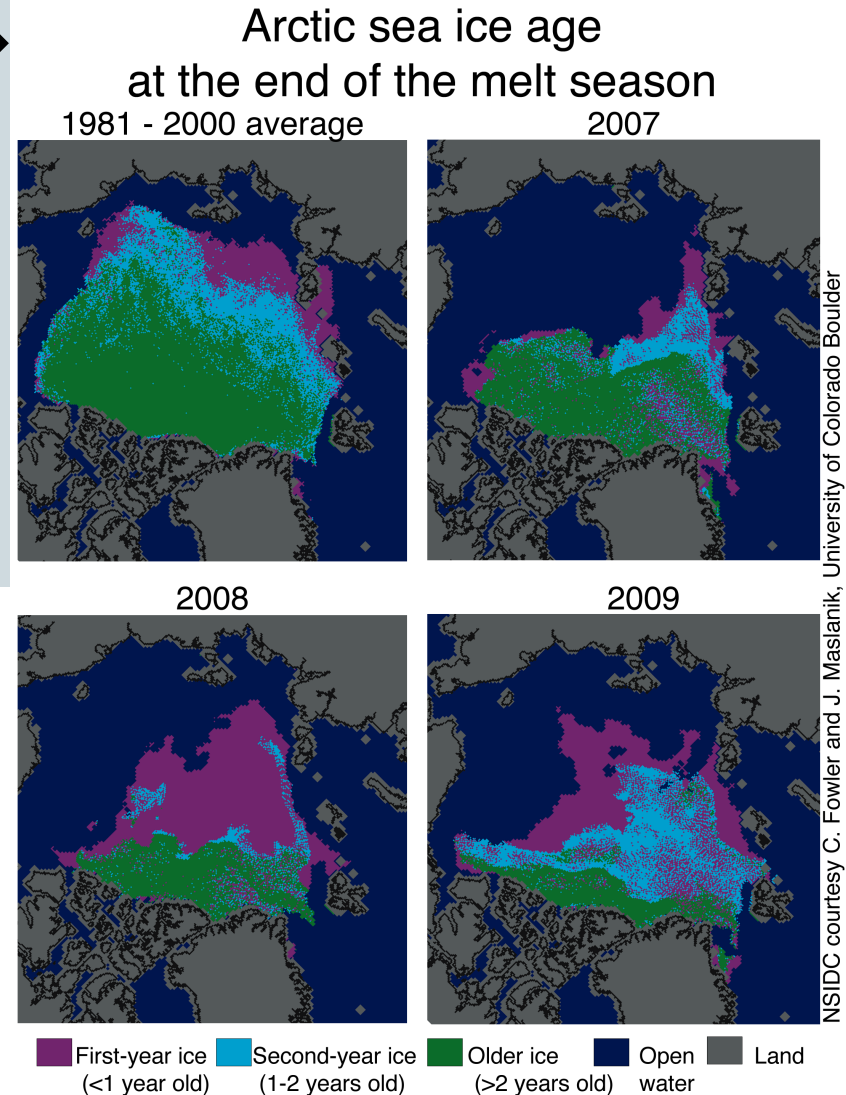 Arctic sea ice age
at the end of the melt season
1981 - 2000 average
2007
2008
2009
NSIDC courtesy C. Fowler and J. Maslanik, University of Colorado Boulder
First-year ice
(<1 year old)
Second-year ice
(1-2 years old)
Older ice
(>2 years old)
Open
water
Land